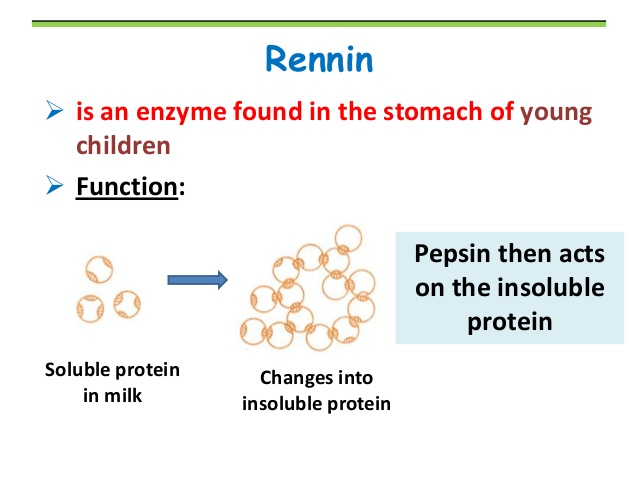 Rennin
➢ is an enzyme found in the stomach of young
children
➢ Function:
Pepsin then acts
on the insoluble
protein
Soluble protein
in milk
Changes into
insoluble protein